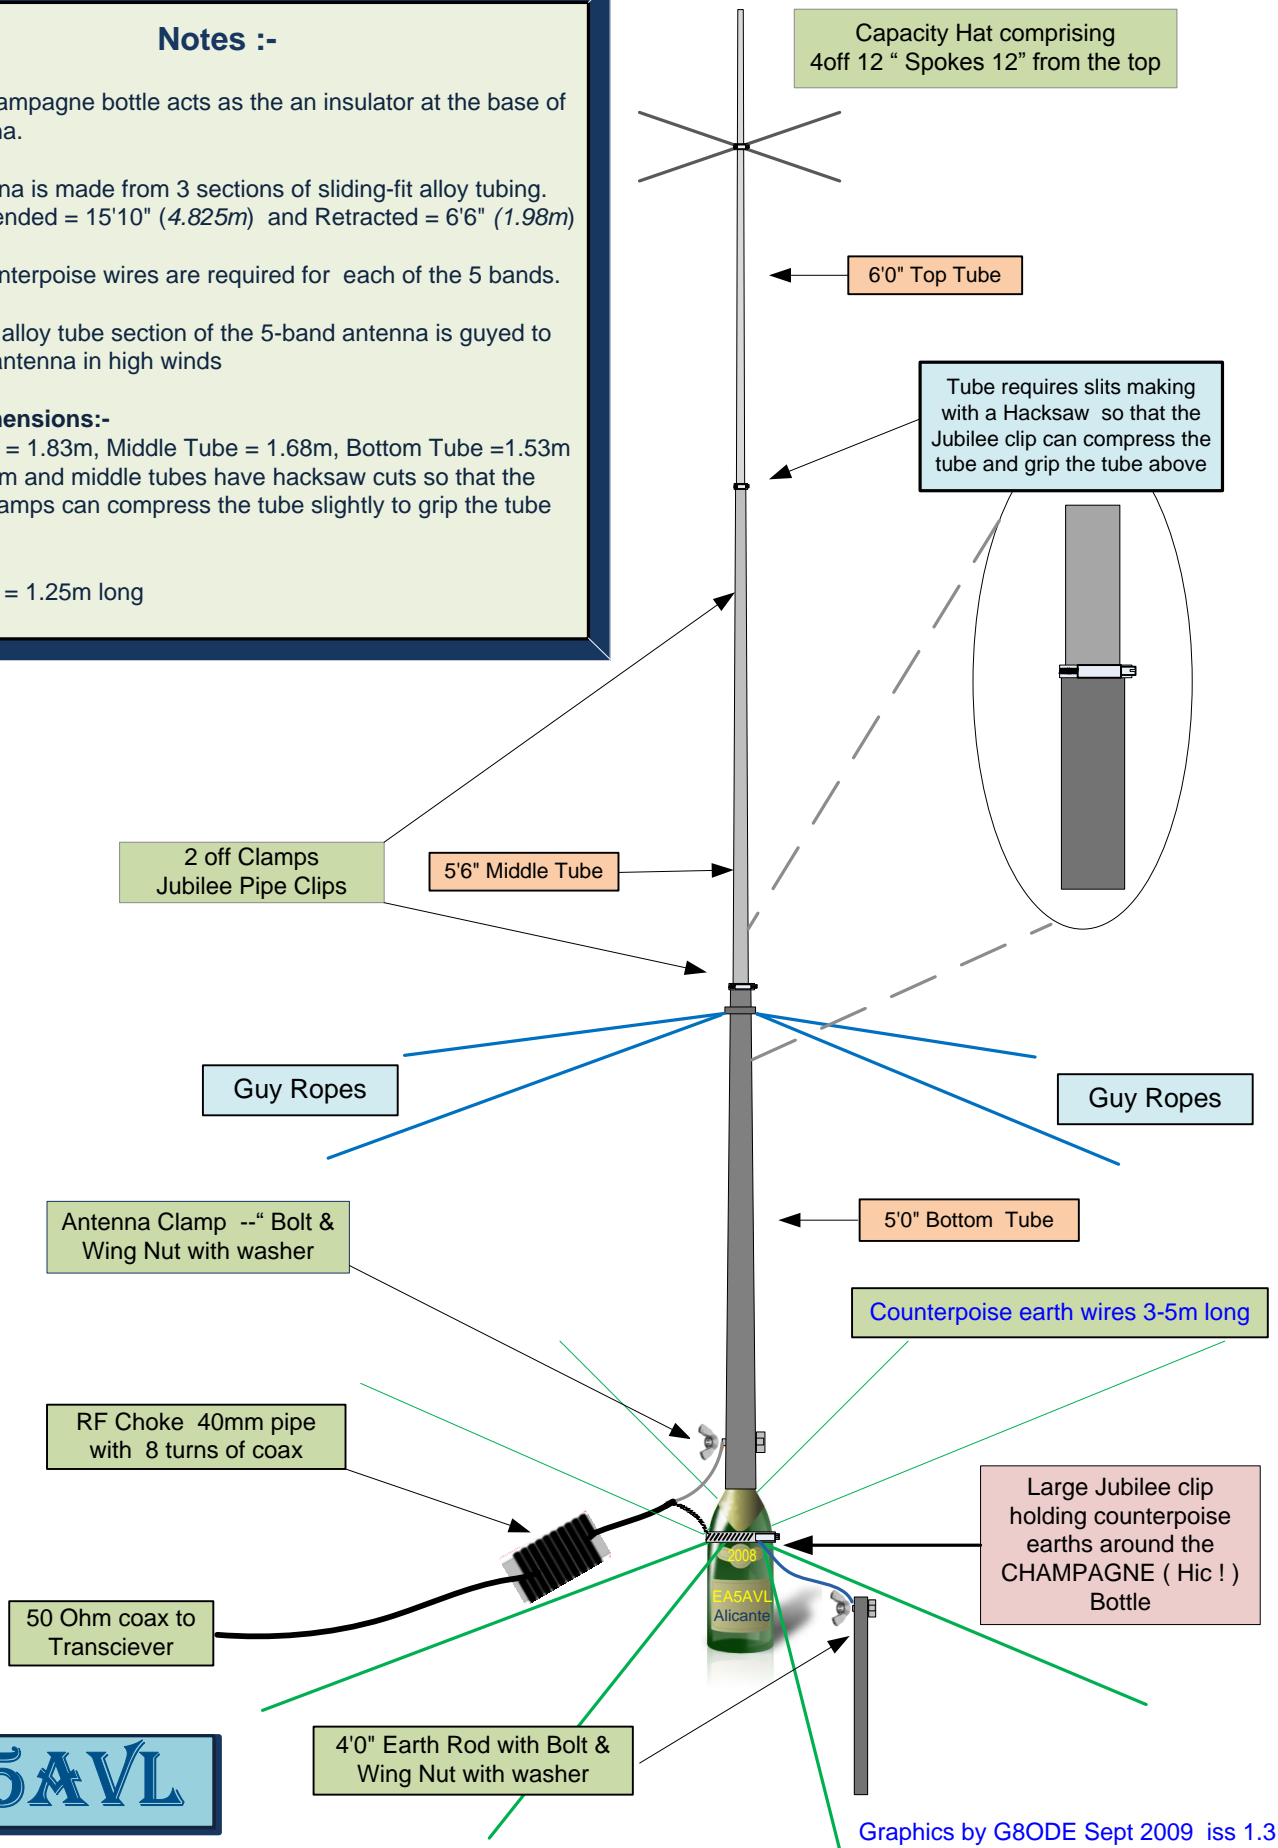 Notes :-
ampagne bottle acts as the an insulator at the base of
na.
na is made from 3 sections of sliding-fit alloy tubing.
ended = 15'10" (4.825m) and Retracted = 6'6" (1.98m)
nterpoise wires are required for each of the 5 bands.
alloy tube section of the 5-band antenna is guyed to
antenna in high winds
nensions:-
= 1.83m, Middle Tube = 1.68m, Bottom Tube =1.53m
m and middle tubes have hacksaw cuts so that the
amps can compress the tube slightly to grip the tube
= 1.25m long
Capacity Hat comprising
4off 12 “ Spokes 12” from the top
6'0" Top Tube
Tube requires slits making
with a Hacksaw so that the
Jubilee clip can compress the
tube and grip the tube above
2 off Clamps
Jubilee Pipe Clips
5'6" Middle Tube
Guy Ropes
Guy Ropes
Antenna Clamp --“ Bolt &
Wing Nut with washer
5'0" Bottom Tube
Counterpoise earth wires 3-5m long
RF Choke 40mm pipe
with 8 turns of coax
Large Jubilee clip
holding counterpoise
earths around the
CHAMPAGNE ( Hic ! )
Bottle
2008
EA5AVL
Alicante
50 Ohm coax to
Transciever
4'0" Earth Rod with Bolt &
Wing Nut with washer
5AVL
Graphics by G8ODE Sept 2009 iss 1.3